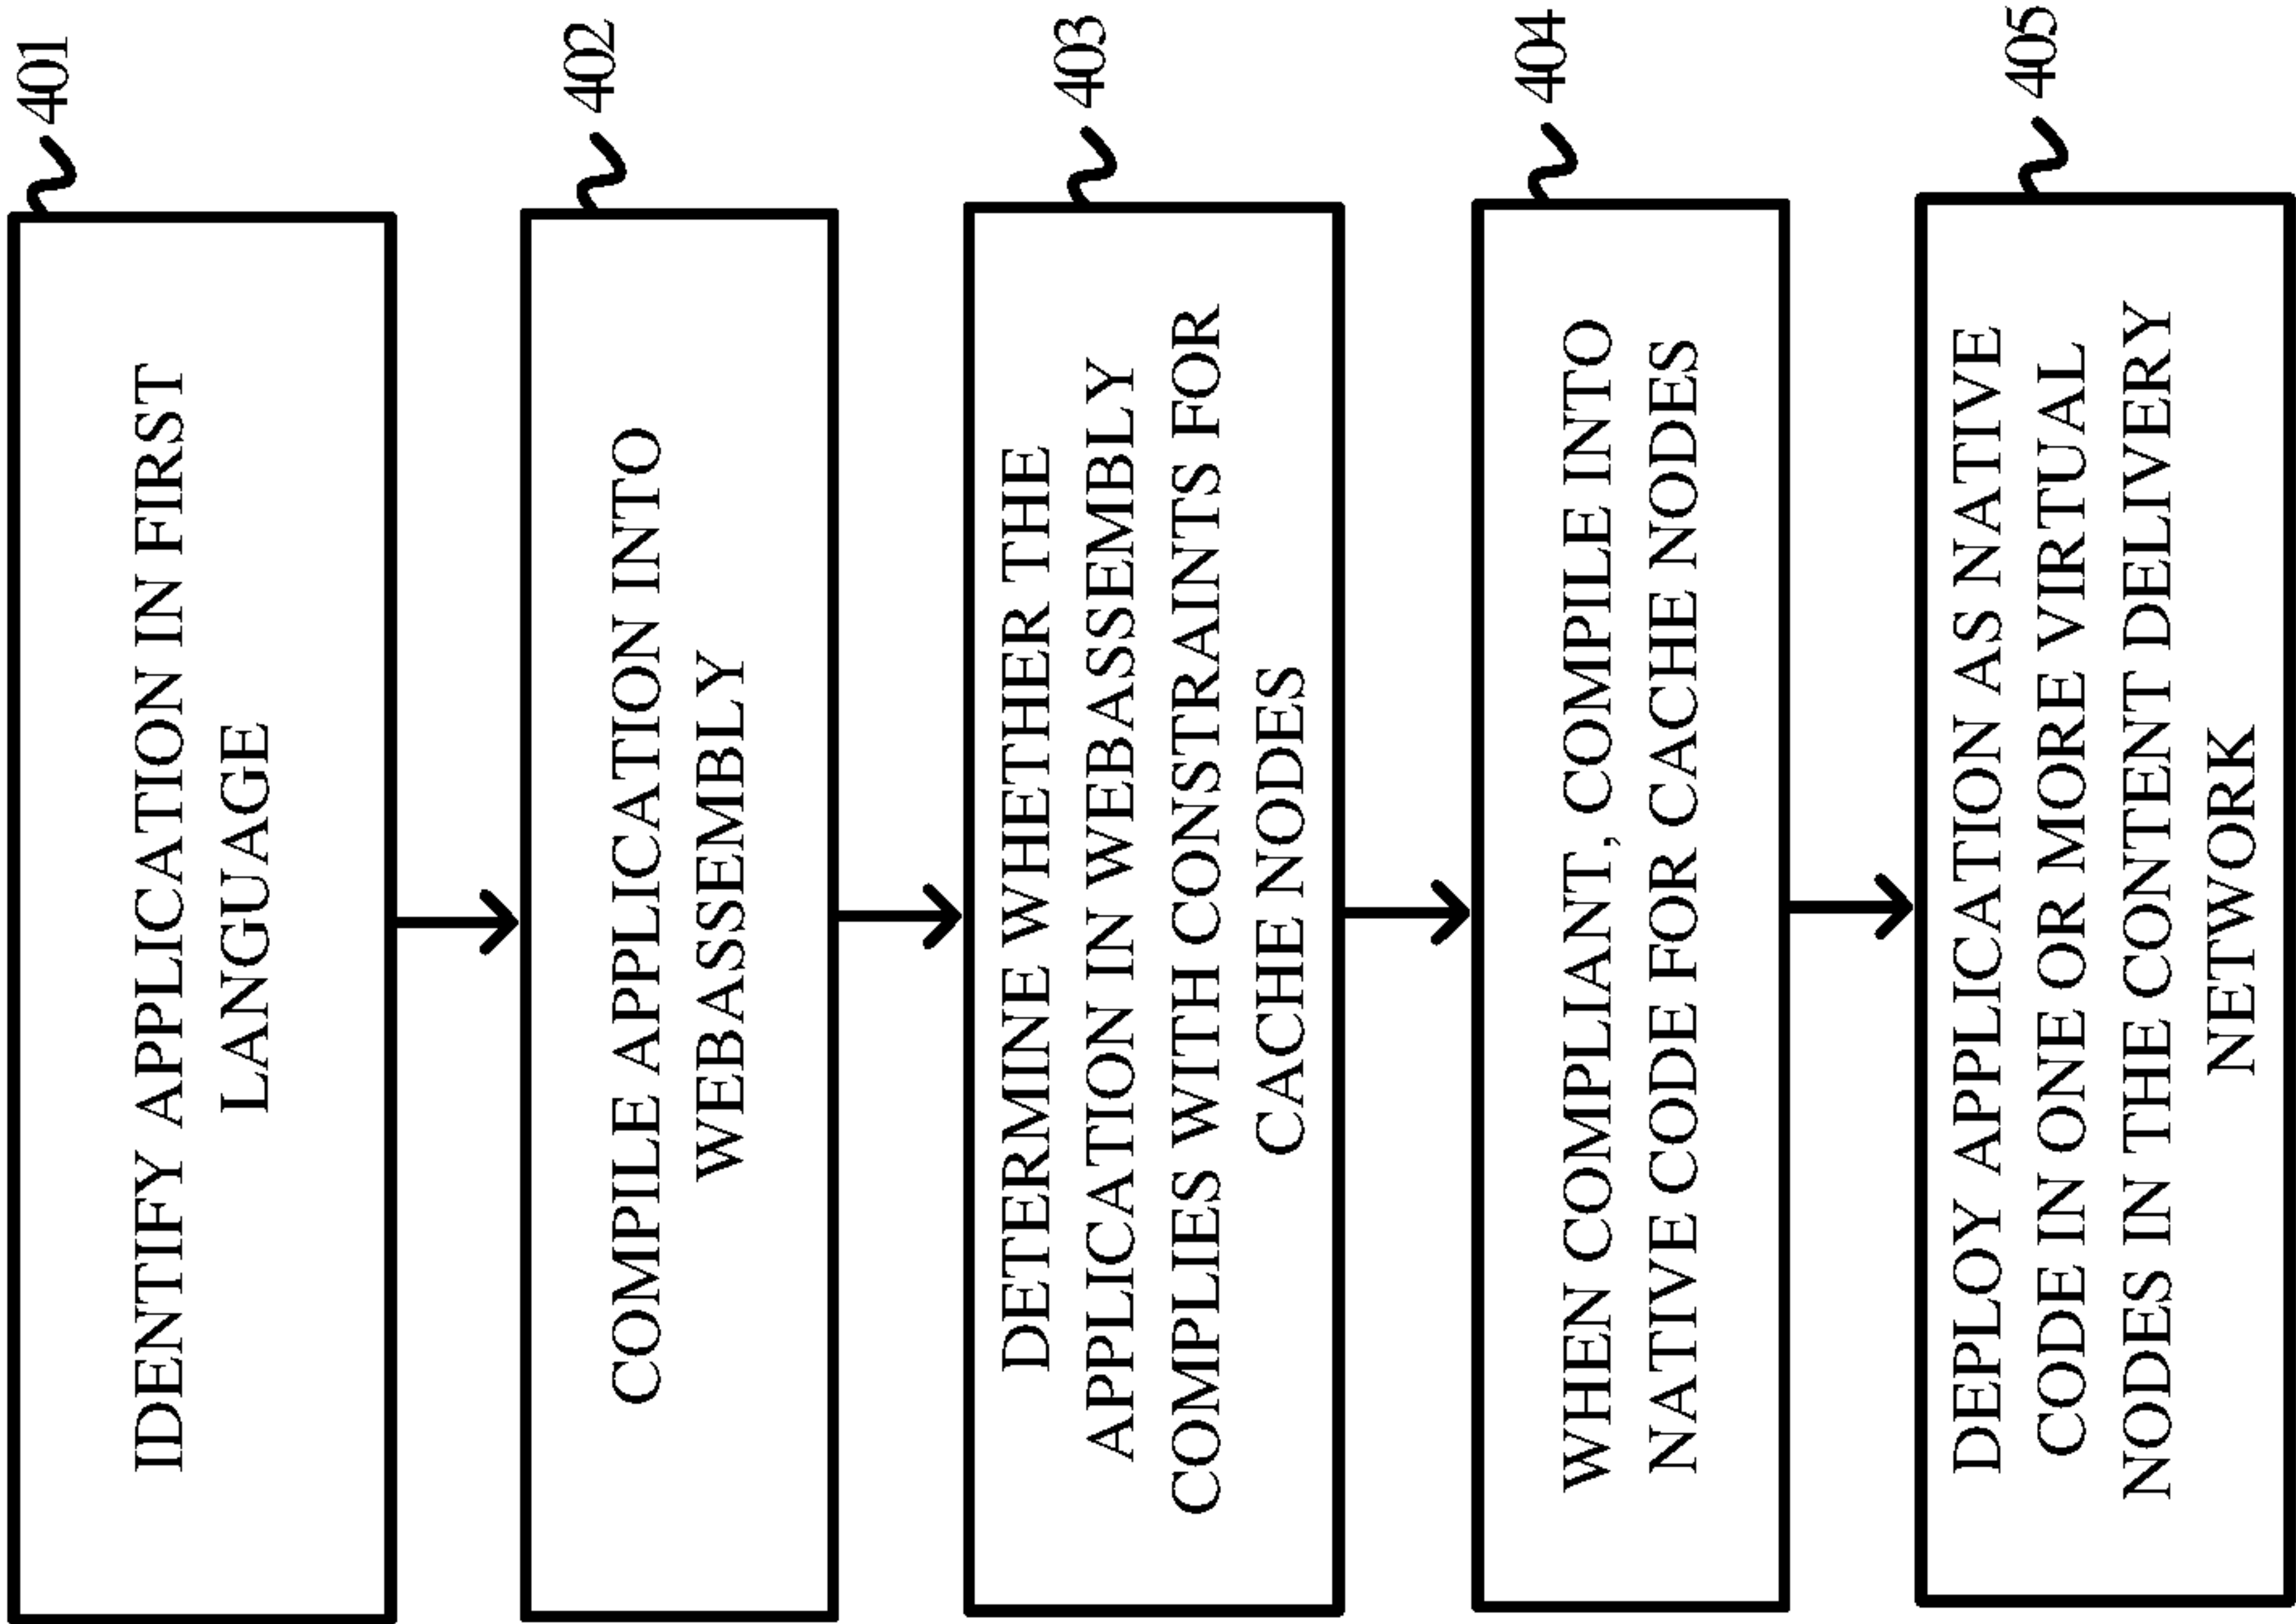 401
IDENTIFY APPLICATION IN FIRST
LANGUAGE
402
COMPILE APPLICATION INTO
WEBASSEMBLY
403
DETERMINE WHETHER THE
APPLICATION IN WEBASSEMBLY
COMPLIES WITH CONSTRAINTS FOR
CACHE NODES
404
WHEN COMPLIANT, COMPILE INTO
NATIVE CODE FOR CACHE NODES
405
DEPLOY APPLICATION AS NATIVE
CODE IN ONE OR MORE VIRTUAL
NODES IN THE CONTENT DELIVERY
NETWORK